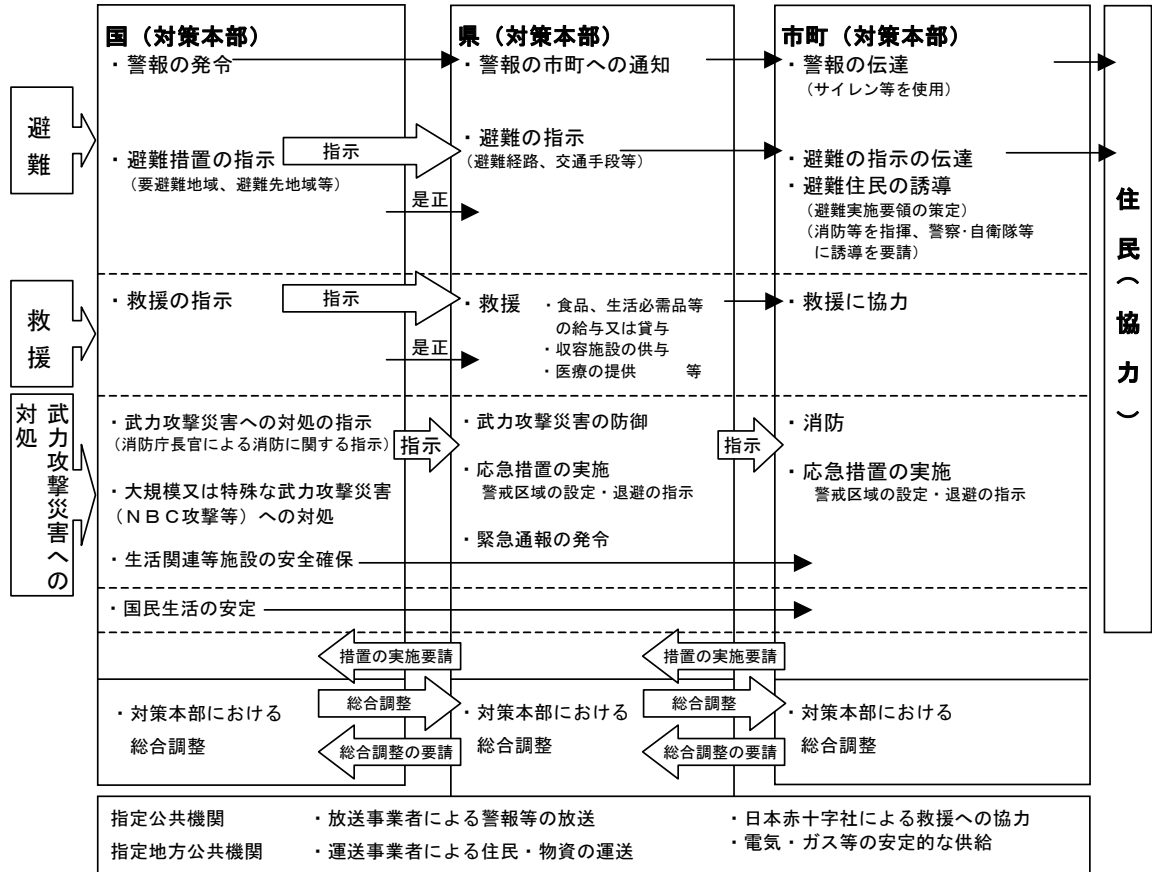 国（対策本部）
県（対策本部）
市町（対策本部）
避難
・警報の発令
・警報の市町への通知
・警報の伝達
（サイレン等を使用）
・避難措置の指示
（要避難地域、避難先地域等）
指示
・避難の指示
（避難経路、交通手段等）
・避難の指示の伝達
・避難住民の誘導
（避難実施要領の策定）
（消防等を指揮、警察・自衛隊等
に誘導を要請）
是正
住民（協力）
救援
・救援の指示
指示
・救援
・食品、生活必需品等
の給与又は貸与
・収容施設の供与
・医療の提供　　等
・救援に協力
是正
武力攻撃災害への
対処
・武力攻撃災害への対処の指示
（消防庁長官による消防に関する指示）
指示
・武力攻撃災害の防御
指示
・消防
・応急措置の実施
警戒区域の設定・退避の指示
・応急措置の実施
警戒区域の設定・退避の指示
・大規模又は特殊な武力攻撃災害
（ＮＢＣ攻撃等）への対処
・緊急通報の発令
・生活関連等施設の安全確保
・国民生活の安定
措置の実施要請
措置の実施要請
・対策本部における
総合調整
総合調整
総合調整の要請
・対策本部における
総合調整
総合調整
総合調整の要請
・対策本部における
総合調整
指定公共機関
・放送事業者による警報等の放送
・日本赤十字社による救援への協力
指定地方公共機関
・運送事業者による住民・物資の運送
・電気・ガス等の安定的な供給